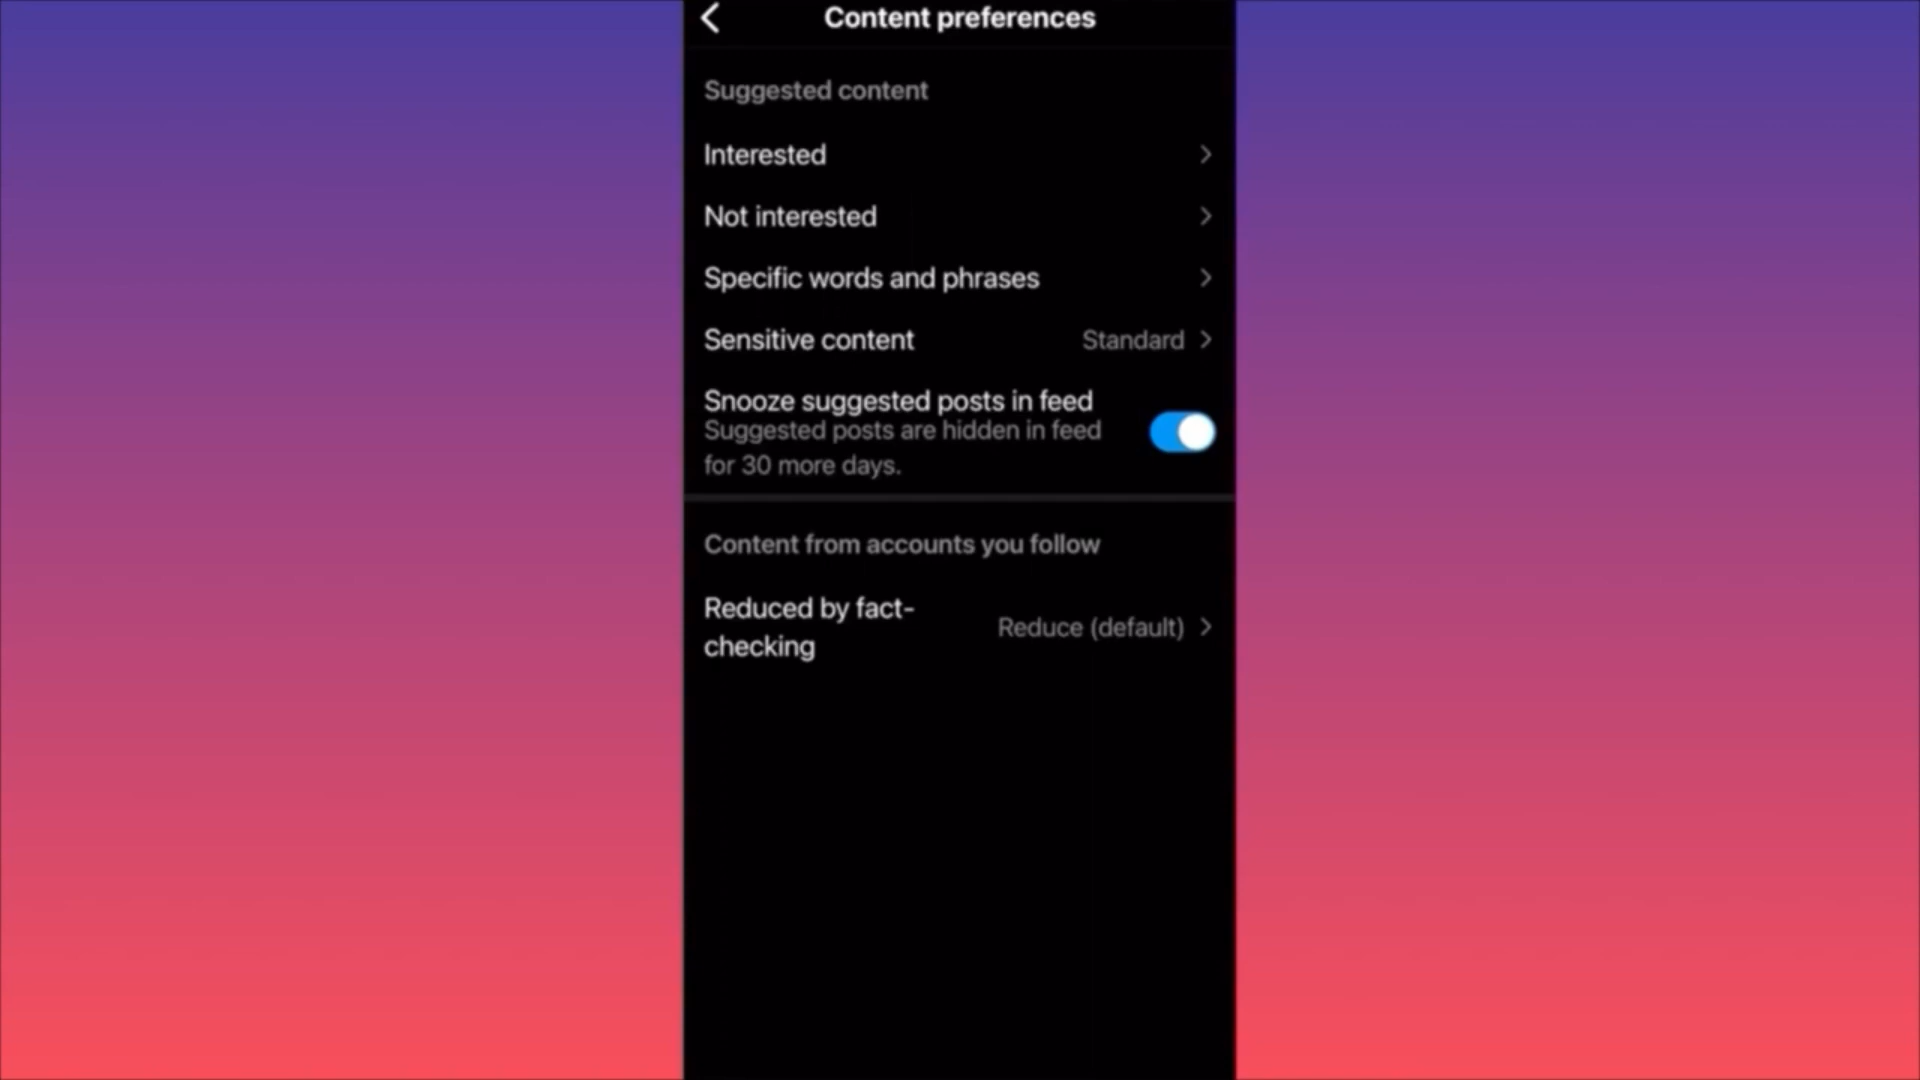 Content preferences
Suggested content
Interested
Not interested
Specific words and phrases
Sensitive content Standard
Snooze suggested posts in feed
Suggested posts are hidden in feed
for 30 more days.
Content from accounts you follow
Reduced by fact-
checking
Reduce (default)